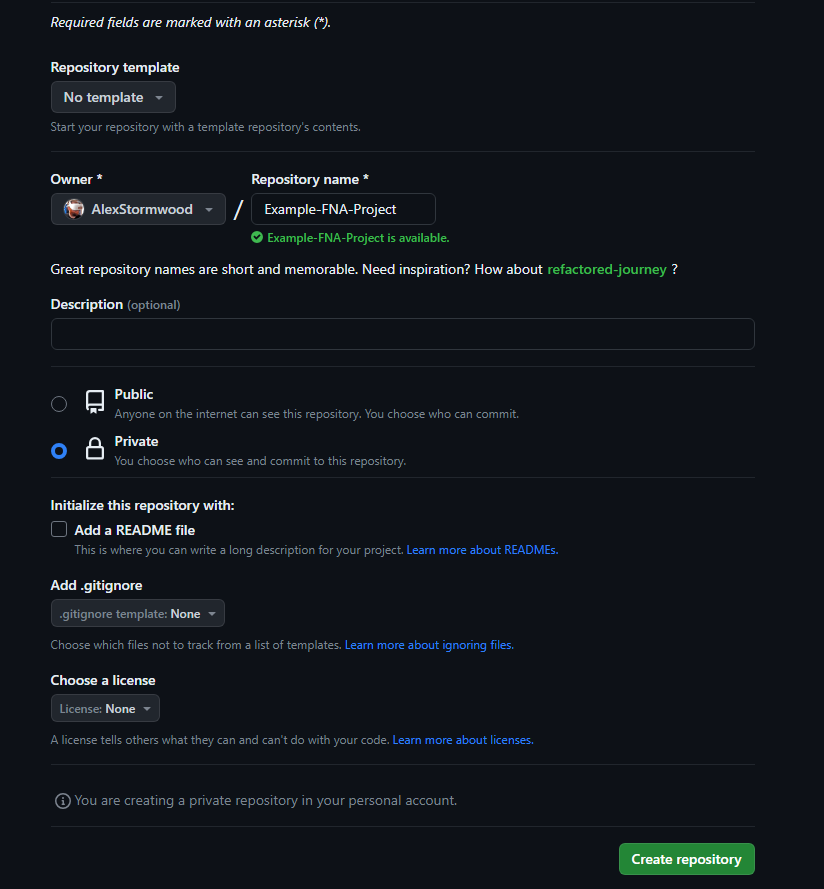 Required fields are marked with an asterisk (*).
Repository template
No template
Start your repository with a template repository's contents.
Owner *
Repository name *
AlexStormwood
/
Example-FNA-Project
Example-FNA-Project is available.
Great repository names are short and memorable. Need inspiration? How about refactored-journey ?
Description (optional)
Public
Anyone on the internet can see this repository. You choose who can commit.
Private
You choose who can see and commit to this repository.
Initialize this repository with:
Add a README file
This is where you can write a long description for your project. Learn more about READMEs.
Add .gitignore
.gitignore template: None
Choose which files not to track from a list of templates. Learn more about ignoring files.
Choose a license
License: None
A license tells others what they can and can't do with your code. Learn more about licenses.
You are creating a private repository in your personal account.
Create repository